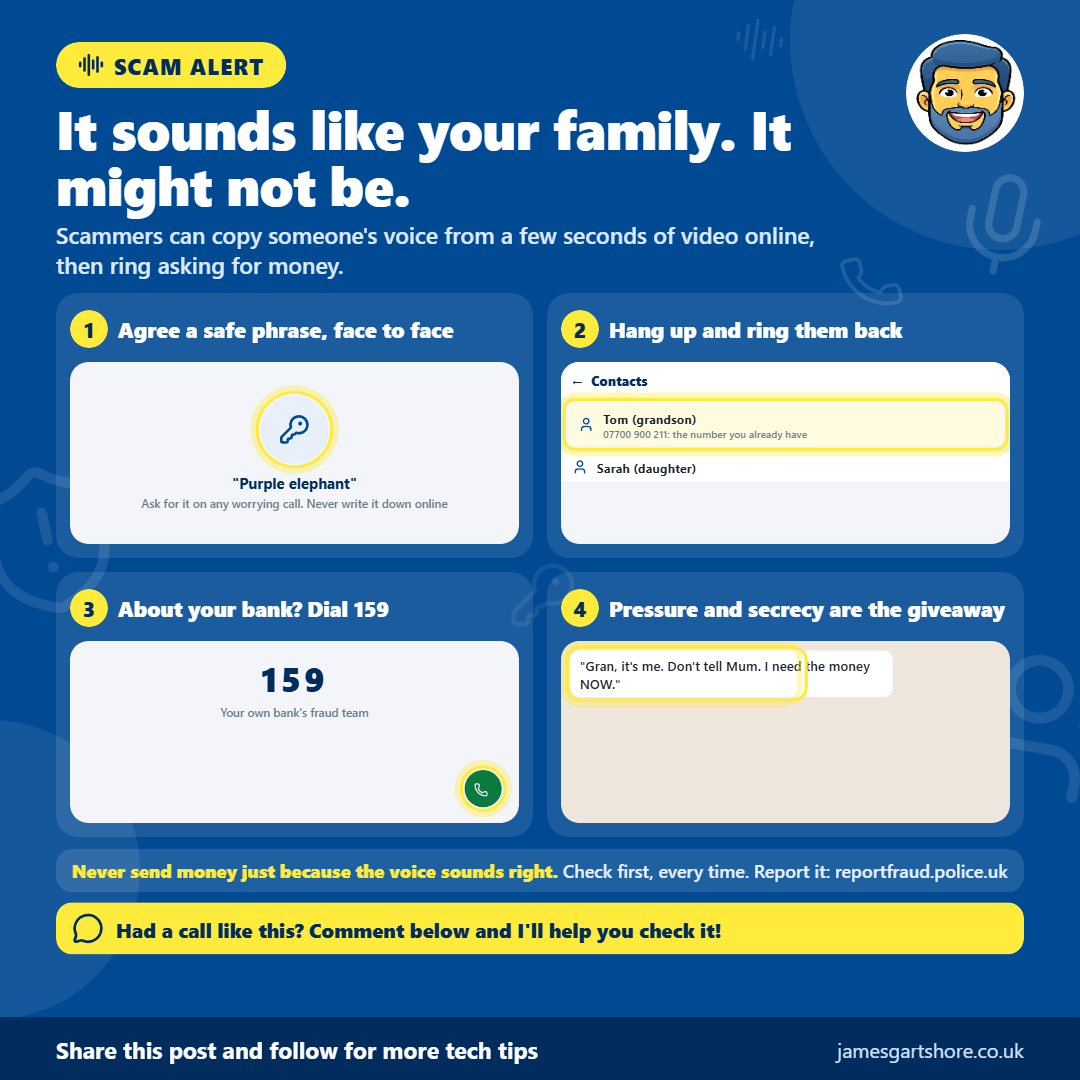 SCAM ALERT
It sounds like your family. It
might not be.
Scammers can copy someone's voice from a few seconds of video online,
then ring asking for money.
1 Agree a safe phrase, face to face
"Purple elephant"
Ask for it on any worrying call. Never write it down online
2 Hang up and ring them back
← Contacts
Tom (grandson)
07700 900 211: the number you already have
Sarah (daughter)
3 About your bank? Dial 159
159
Your own bank's fraud team
4 Pressure and secrecy are the giveaway
"Gran, it's me. Don't tell Mum. I need the money
NOW."
Never send money just because the voice sounds right. Check first, every time. Report it: reportfraud.police.uk
Had a call like this? Comment below and I'll help you check it!
Share this post and follow for more tech tips
jamesgartshore.co.uk